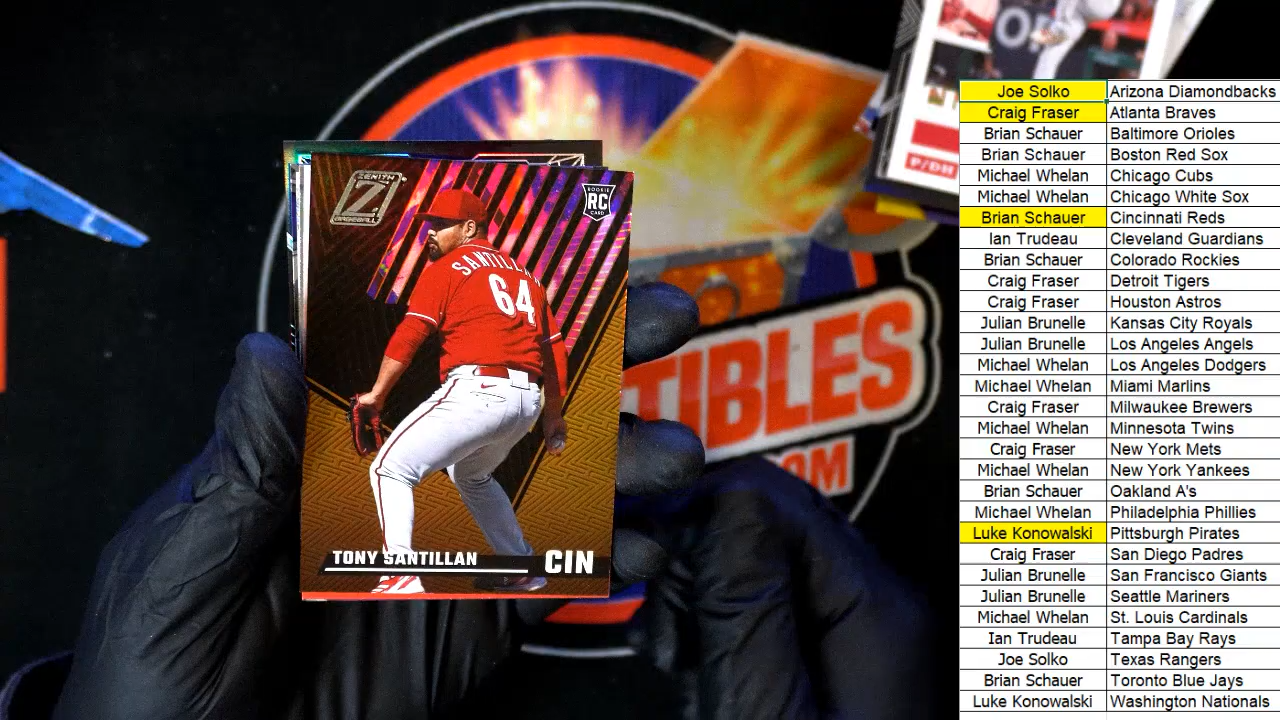 ZENITH
Z
BASEBALL
ROOKIE
RC
CARD
SANTILLAN
64
TONY SANTILLAN
CIN
P/DH
TIBLES
OM
Joe Solko Arizona Diamondbacks
Craig Fraser Atlanta Braves
Brian Schauer Baltimore Orioles
Brian Schauer Boston Red Sox
Michael Whelan Chicago Cubs
Michael Whelan Chicago White Sox
Brian Schauer Cincinnati Reds
Ian Trudeau Cleveland Guardians
Brian Schauer Colorado Rockies
Craig Fraser Detroit Tigers
Craig Fraser Houston Astros
Julian Brunelle Kansas City Royals
Julian Brunelle Los Angeles Angels
Michael Whelan Los Angeles Dodgers
Michael Whelan Miami Marlins
Craig Fraser Milwaukee Brewers
Michael Whelan Minnesota Twins
Craig Fraser New York Mets
Michael Whelan New York Yankees
Brian Schauer Oakland A's
Michael Whelan Philadelphia Phillies
Luke Konowalski Pittsburgh Pirates
Craig Fraser San Diego Padres
Julian Brunelle San Francisco Giants
Julian Brunelle Seattle Mariners
Michael Whelan St. Louis Cardinals
Ian Trudeau Tampa Bay Rays
Joe Solko Texas Rangers
Brian Schauer Toronto Blue Jays
Luke Konowalski Washington Nationals